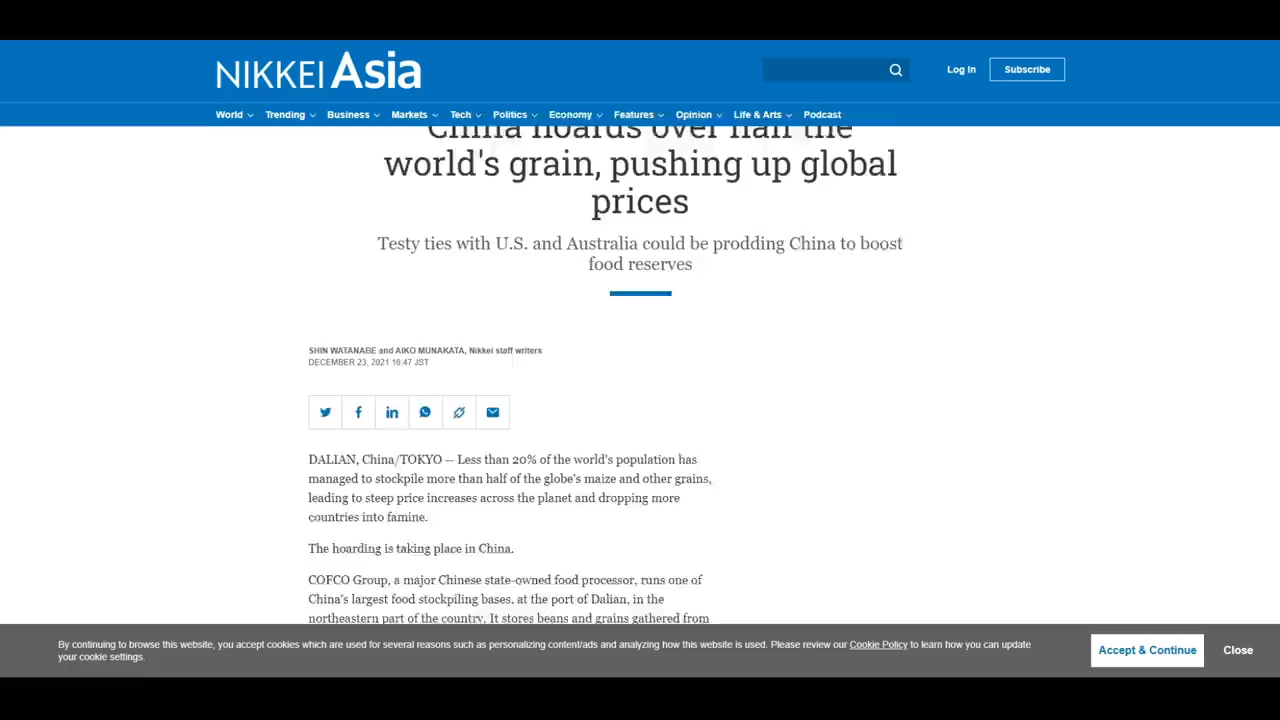 NIKKEI Asia
Log In
Subscribe
World
Trending
Business
Markets
Tech
Politics
Economy
Features
Opinion
Life & Arts
Podcast
China hoards over half the
world's grain, pushing up global
prices
Testy ties with U.S. and Australia could be prodding China to boost
food reserves
SHIN WATANABE and AIKO MUNAKATA, Nikkei staff writers
DECEMBER 23, 2021 16:47 JST
DALIAN, China/TOKYO -- Less than 20% of the world's population has
managed to stockpile more than half of the globe's maize and other grains,
leading to steep price increases across the planet and dropping more
countries into famine.
The hoarding is taking place in China.
COFCO Group, a major Chinese state-owned food processor, runs one of
China's largest food stockpiling bases, at the port of Dalian, in the
northeastern part of the country. It stores beans and grains gathered from
By continuing to browse this website, you accept cookies which are used for several reasons such as personalizing content/ads and analyzing how this website is used. Please review our Cookie Policy to learn how you can update
your cookie settings.
Accept & Continue
Close